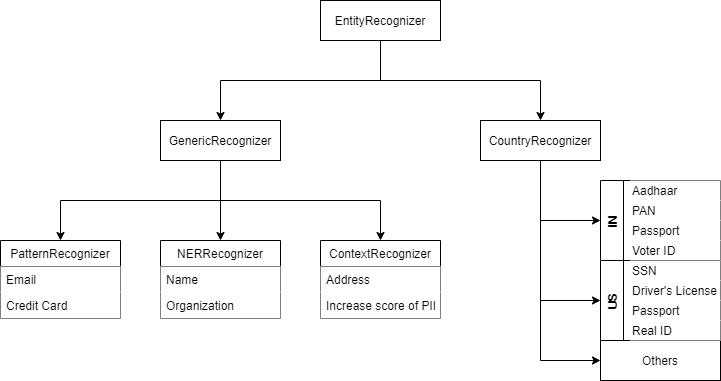 EntityRecognizer
GenericRecognizer
CountryRecognizer
PatternRecognizer
Email
Credit Card
NERRecognizer
Name
Organization
ContextRecognizer
Address
Increase score of PII
IN
Aadhaar
PAN
Passport
Voter ID
US
SSN
Driver's License
Passport
Real ID
Others